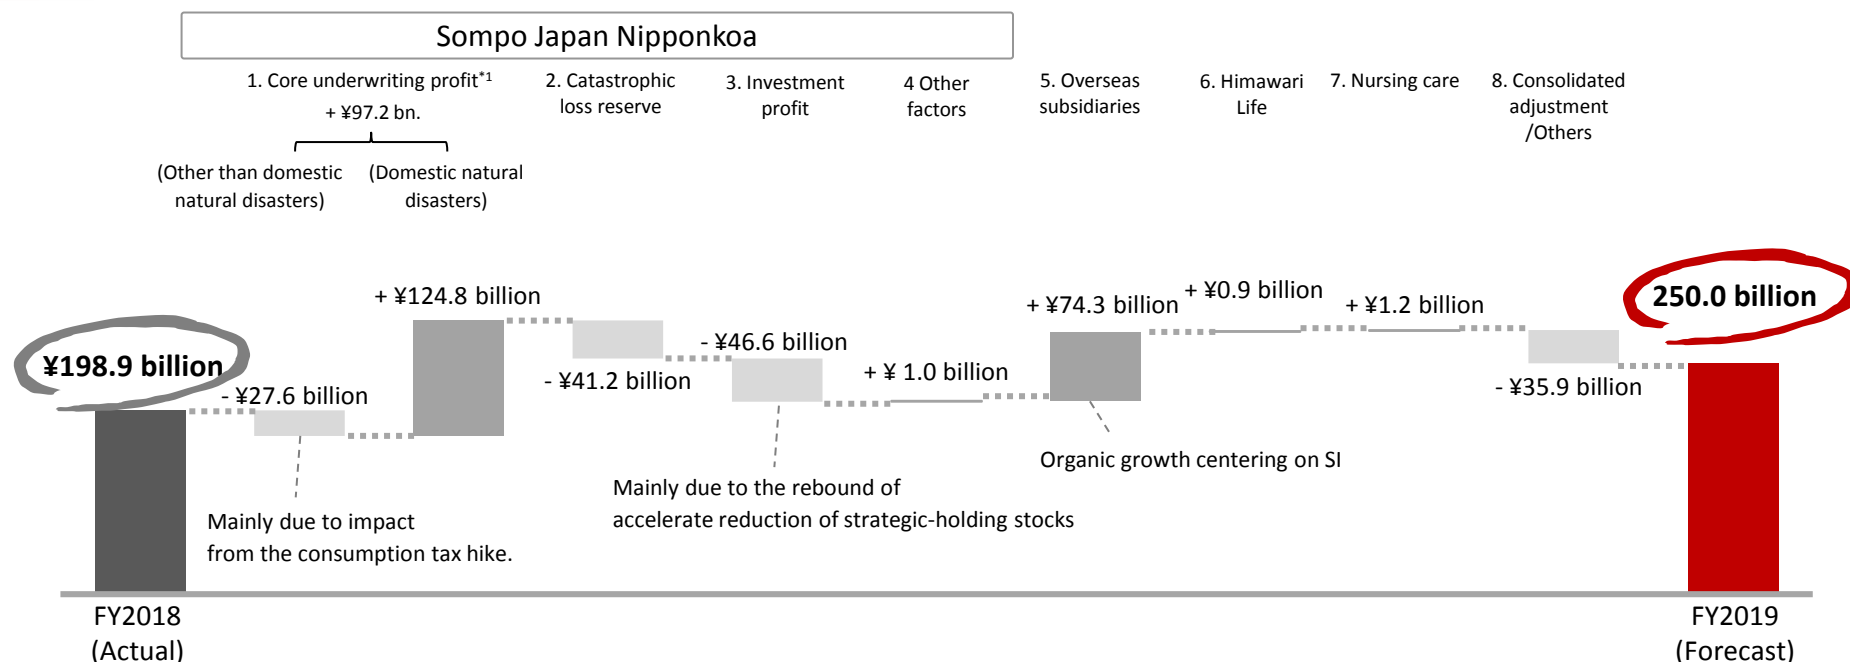 Sompo Japan Nipponkoa
1. Core underwriting profit*1
+ ¥97.2 bn.
(Other than domestic
natural disasters)
(Domestic natural
disasters)
2. Catastrophic
loss reserve
3. Investment
profit
4 Other
factors
5. Overseas
subsidiaries
6. Himawari
Life
7. Nursing care
8. Consolidated
adjustment
/Others
¥198.9 billion
- ¥27.6 billion
+ ¥124.8 billion
- ¥41.2 billion
- ¥46.6 billion
+ ¥ 1.0 billion
+ ¥74.3 billion
+ ¥0.9 billion
+ ¥1.2 billion
- ¥35.9 billion
250.0 billion
Mainly due to impact
from the consumption tax hike.
Mainly due to the rebound of
accelerate reduction of strategic-holding stocks
Organic growth centering on SI
FY2018
(Actual)
FY2019
(Forecast)